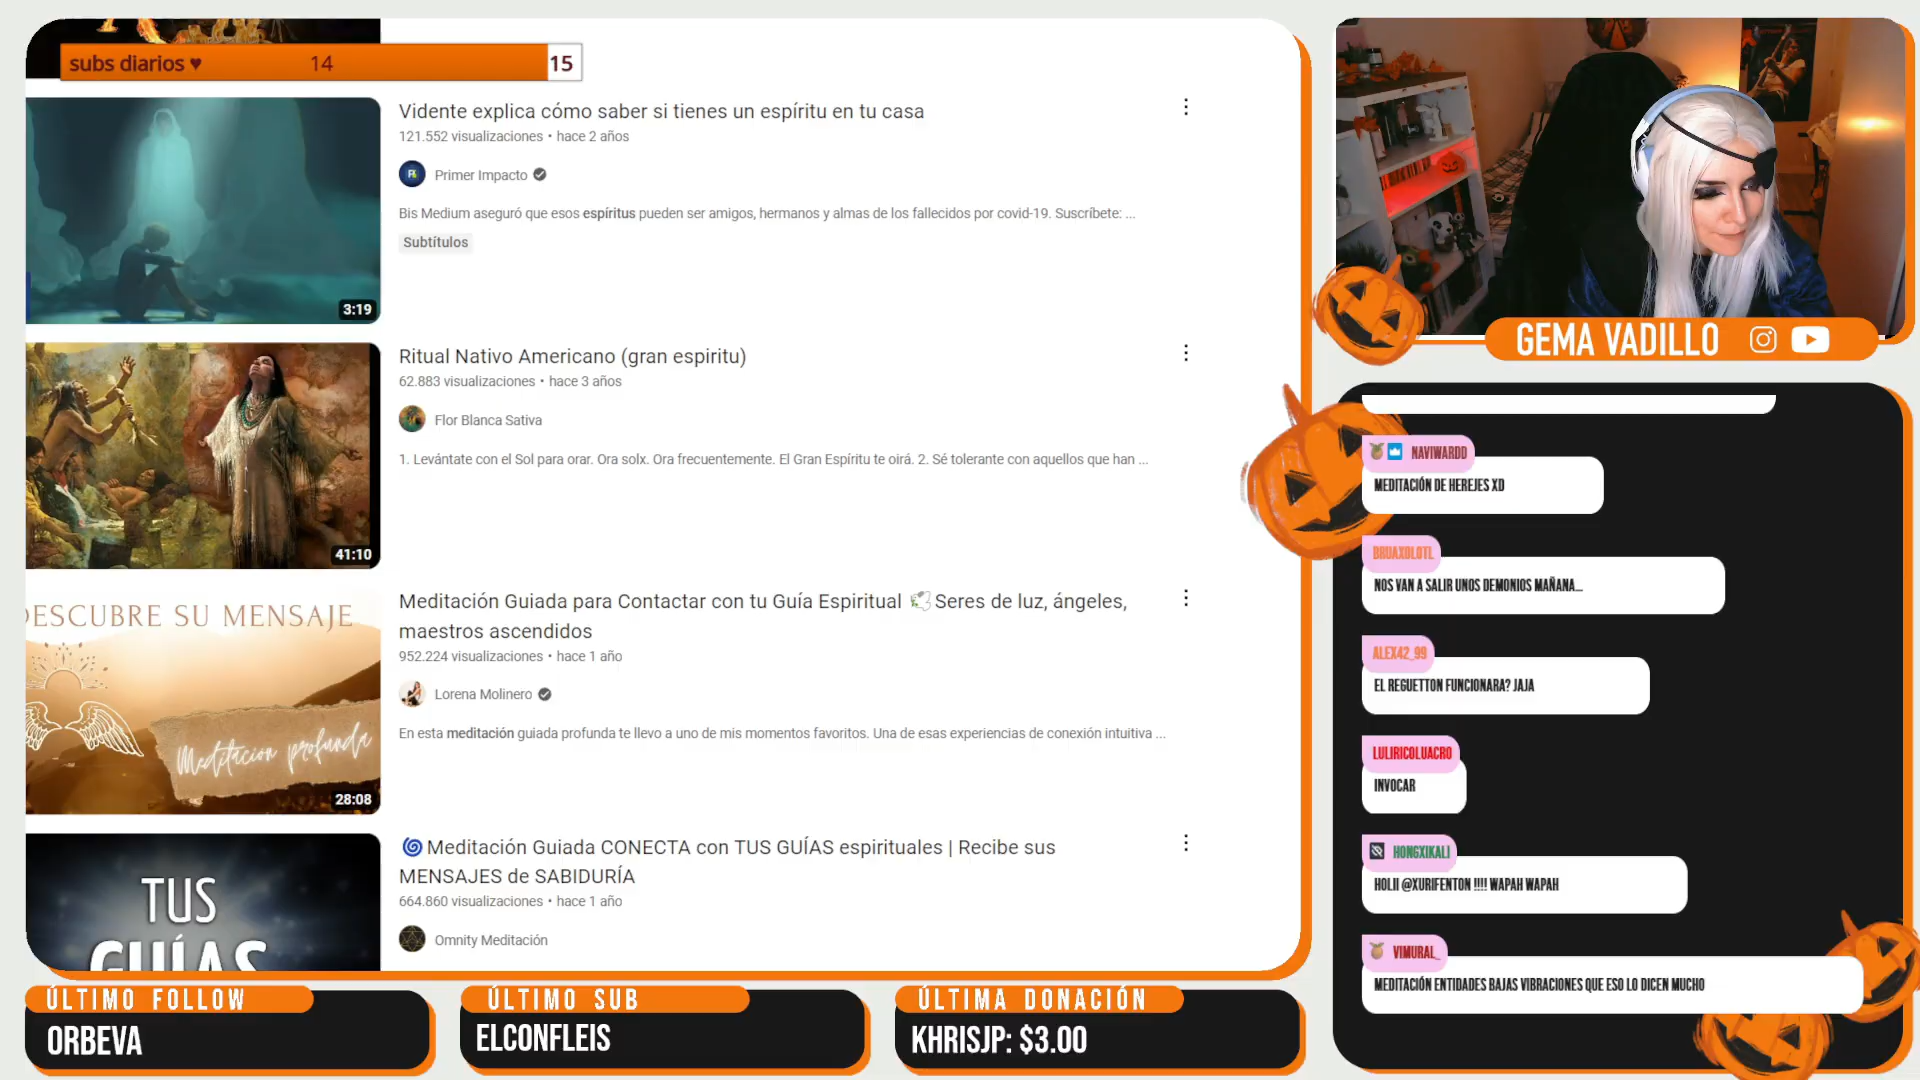 subs diarios ♥ 14 15
Vidente explica cómo saber si tienes un espíritu en tu casa
121.552 visualizaciones • hace 2 años
Primer Impacto
Bis Medium aseguró que esos espíritus pueden ser amigos, hermanos y almas de los fallecidos por covid-19. Suscríbete: ...
Subtítulos
3:19
Ritual Nativo Americano (gran espiritu)
62.883 visualizaciones • hace 3 años
Flor Blanca Sativa
1. Levántate con el Sol para orar. Ora solx. Ora frecuentemente. El Gran Espíritu te oirá. 2. Sé tolerante con aquellos que han ...
41:10
DESCUBRE SU MENSAJE
Meditacion profunda
28:08
Meditación Guiada para Contactar con tu Guía Espiritual 🕊️Seres de luz, ángeles,
maestros ascendidos
952.224 visualizaciones • hace 1 año
Lorena Molinero
En esta meditación guiada profunda te llevo a uno de mis momentos favoritos. Una de esas experiencias de conexión intuitiva ...
TUS
GUÍAS
🌀Meditación Guiada CONECTA con TUS GUÍAS espirituales | Recibe sus
MENSAJES de SABIDURÍA
664.860 visualizaciones • hace 1 año
Omnity Meditación
GEMA VADILLO
NAVIWARDD
MEDITACIÓN DE HEREJES XD
BRUAXOLOTL
NOS VAN A SALIR UNOS DEMONIOS MAÑANA...
ALEX42_99
EL REGUETTON FUNCIONARA? JAJA
LULIRICOLUACRO
INVOCAR
HONGXIKALI
HOLII @XURIFENTON !!!! WAPAH WAPAH
VIMURAL_
MEDITACIÓN ENTIDADES BAJAS VIBRACIONES QUE ESO LO DICEN MUCHO
ÚLTIMO FOLLOW
ORBEVA
ÚLTIMO SUB
ELCONFLEIS
ÚLTIMA DONACIÓN
KHRISJP: $3.00